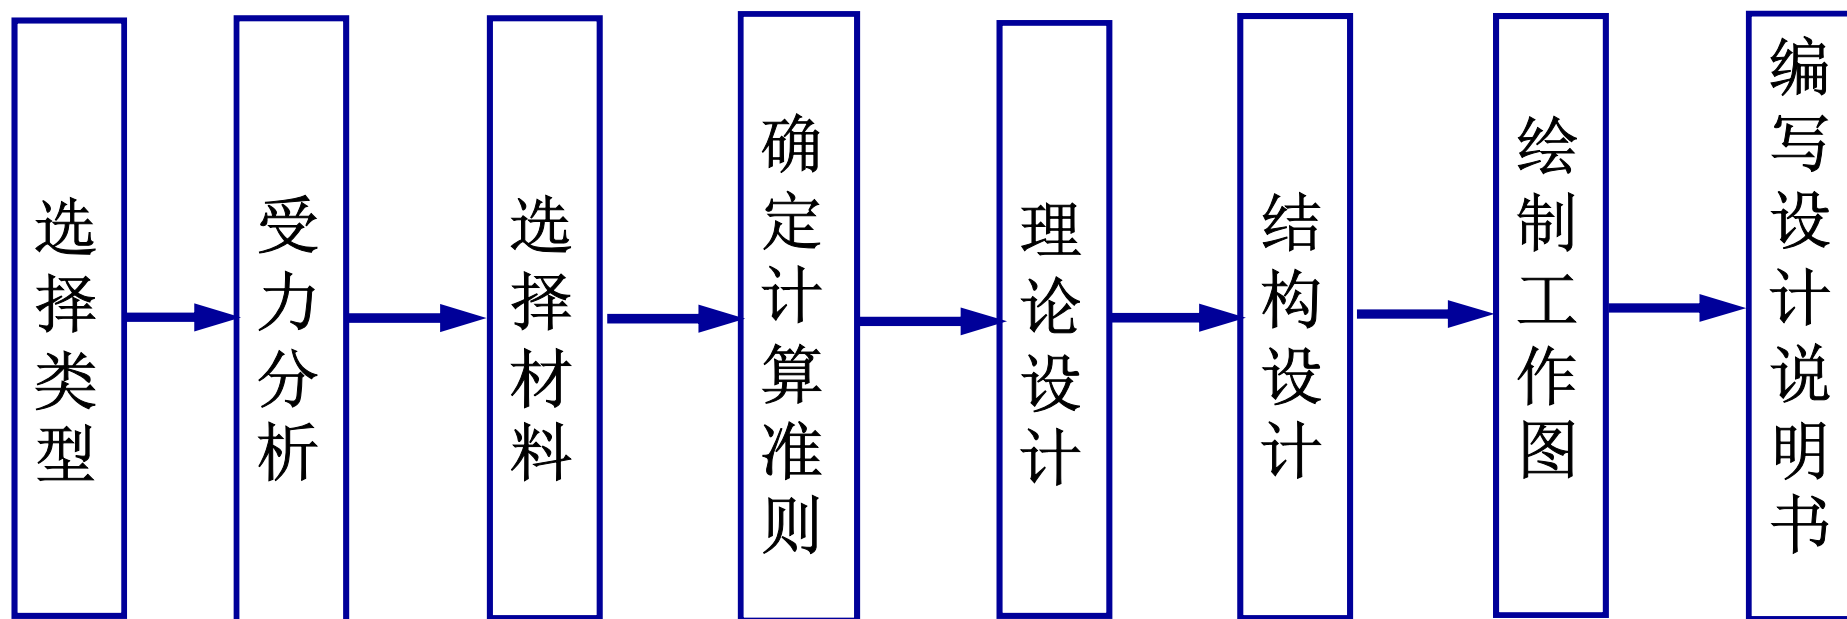 选择类型
受力分析
选择材料
确定计算准则
理论设计
结构设计
绘制工作图
编写设计说明书